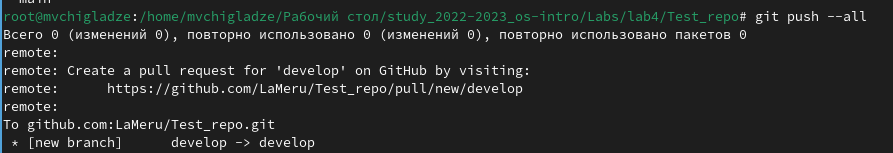 root@mvchigladze:/home/mvchigladze/Рабочий стол/study_2022-2023_os-intro/Labs/lab4/Test_repo# git push --all
Всего 0 (изменений 0), повторно использовано 0 (изменений 0), повторно использовано пакетов 0
remote:
remote: Create a pull request for 'develop' on GitHub by visiting:
remote:      https://github.com/LaMeru/Test_repo/pull/new/develop
remote:
To github.com:LaMeru/Test_repo.git
 * [new branch]      develop -> develop